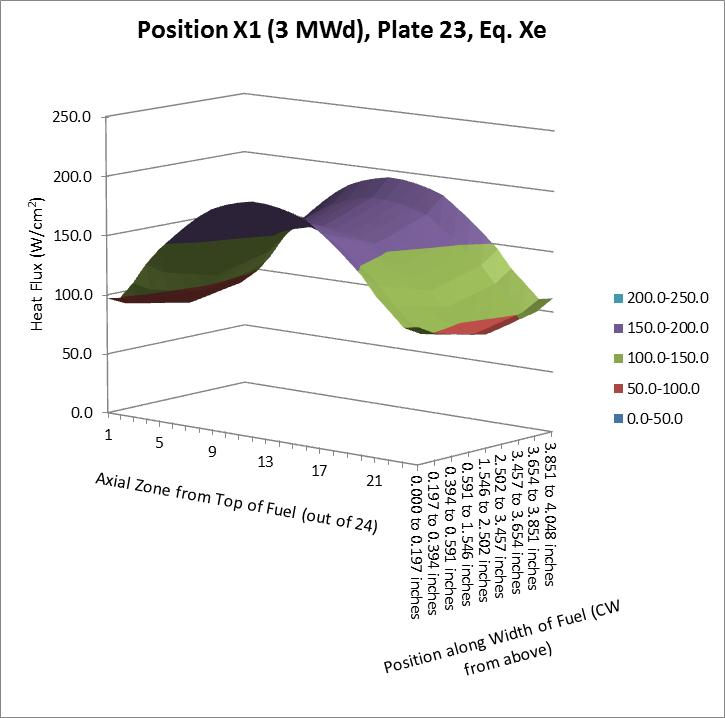 Position X1 (3 MWd), Plate 23, Eq. Xe
250.0
200.0
150.0
100.0
50.0
0.0
Heat Flux (W/cm²)
1
5
9
13
17
21
Axial Zone from Top of Fuel (out of 24)
0.000 to 0.197 inches
0.197 to 0.394 inches
0.394 to 0.591 inches
0.591 to 1.546 inches
1.546 to 2.502 inches
2.502 to 3.457 inches
3.457 to 3.654 inches
3.654 to 3.851 inches
3.851 to 4.048 inches
Position along Width of Fuel (CW
from above)
200.0-250.0
150.0-200.0
100.0-150.0
50.0-100.0
0.0-50.0